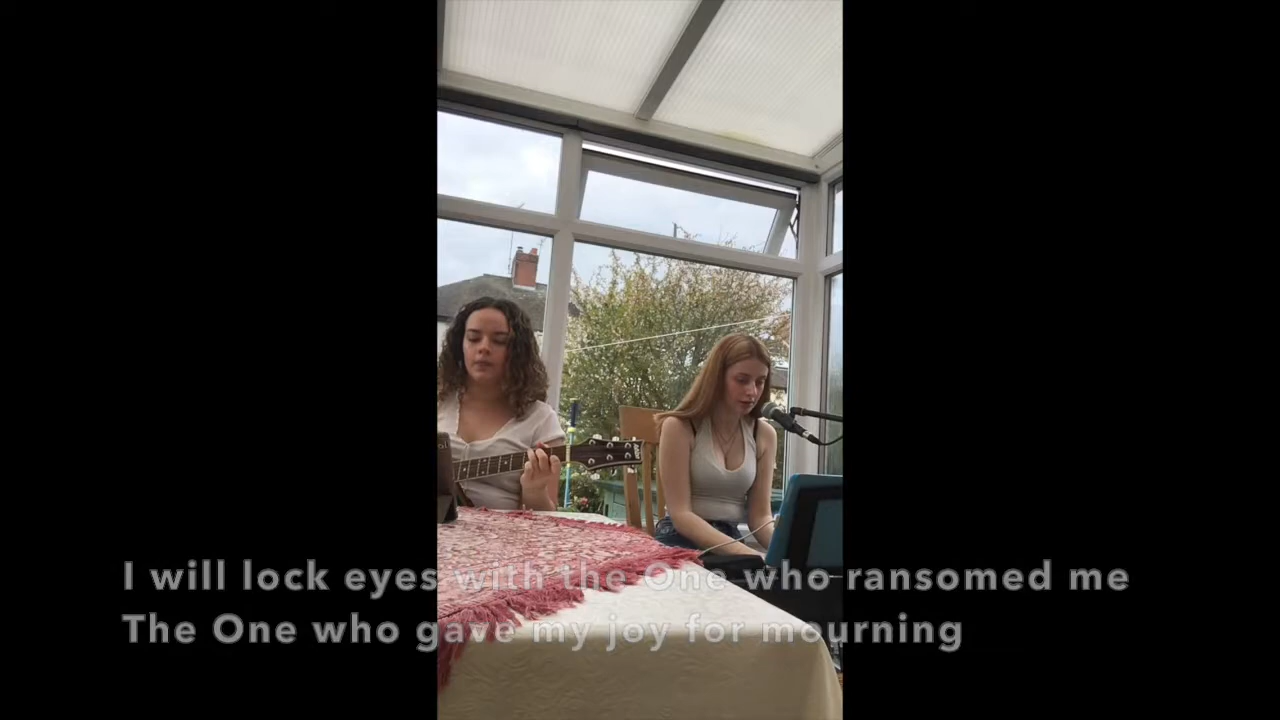 I will lock eyes with the One who ransomed me
The One who gave my joy for mourning